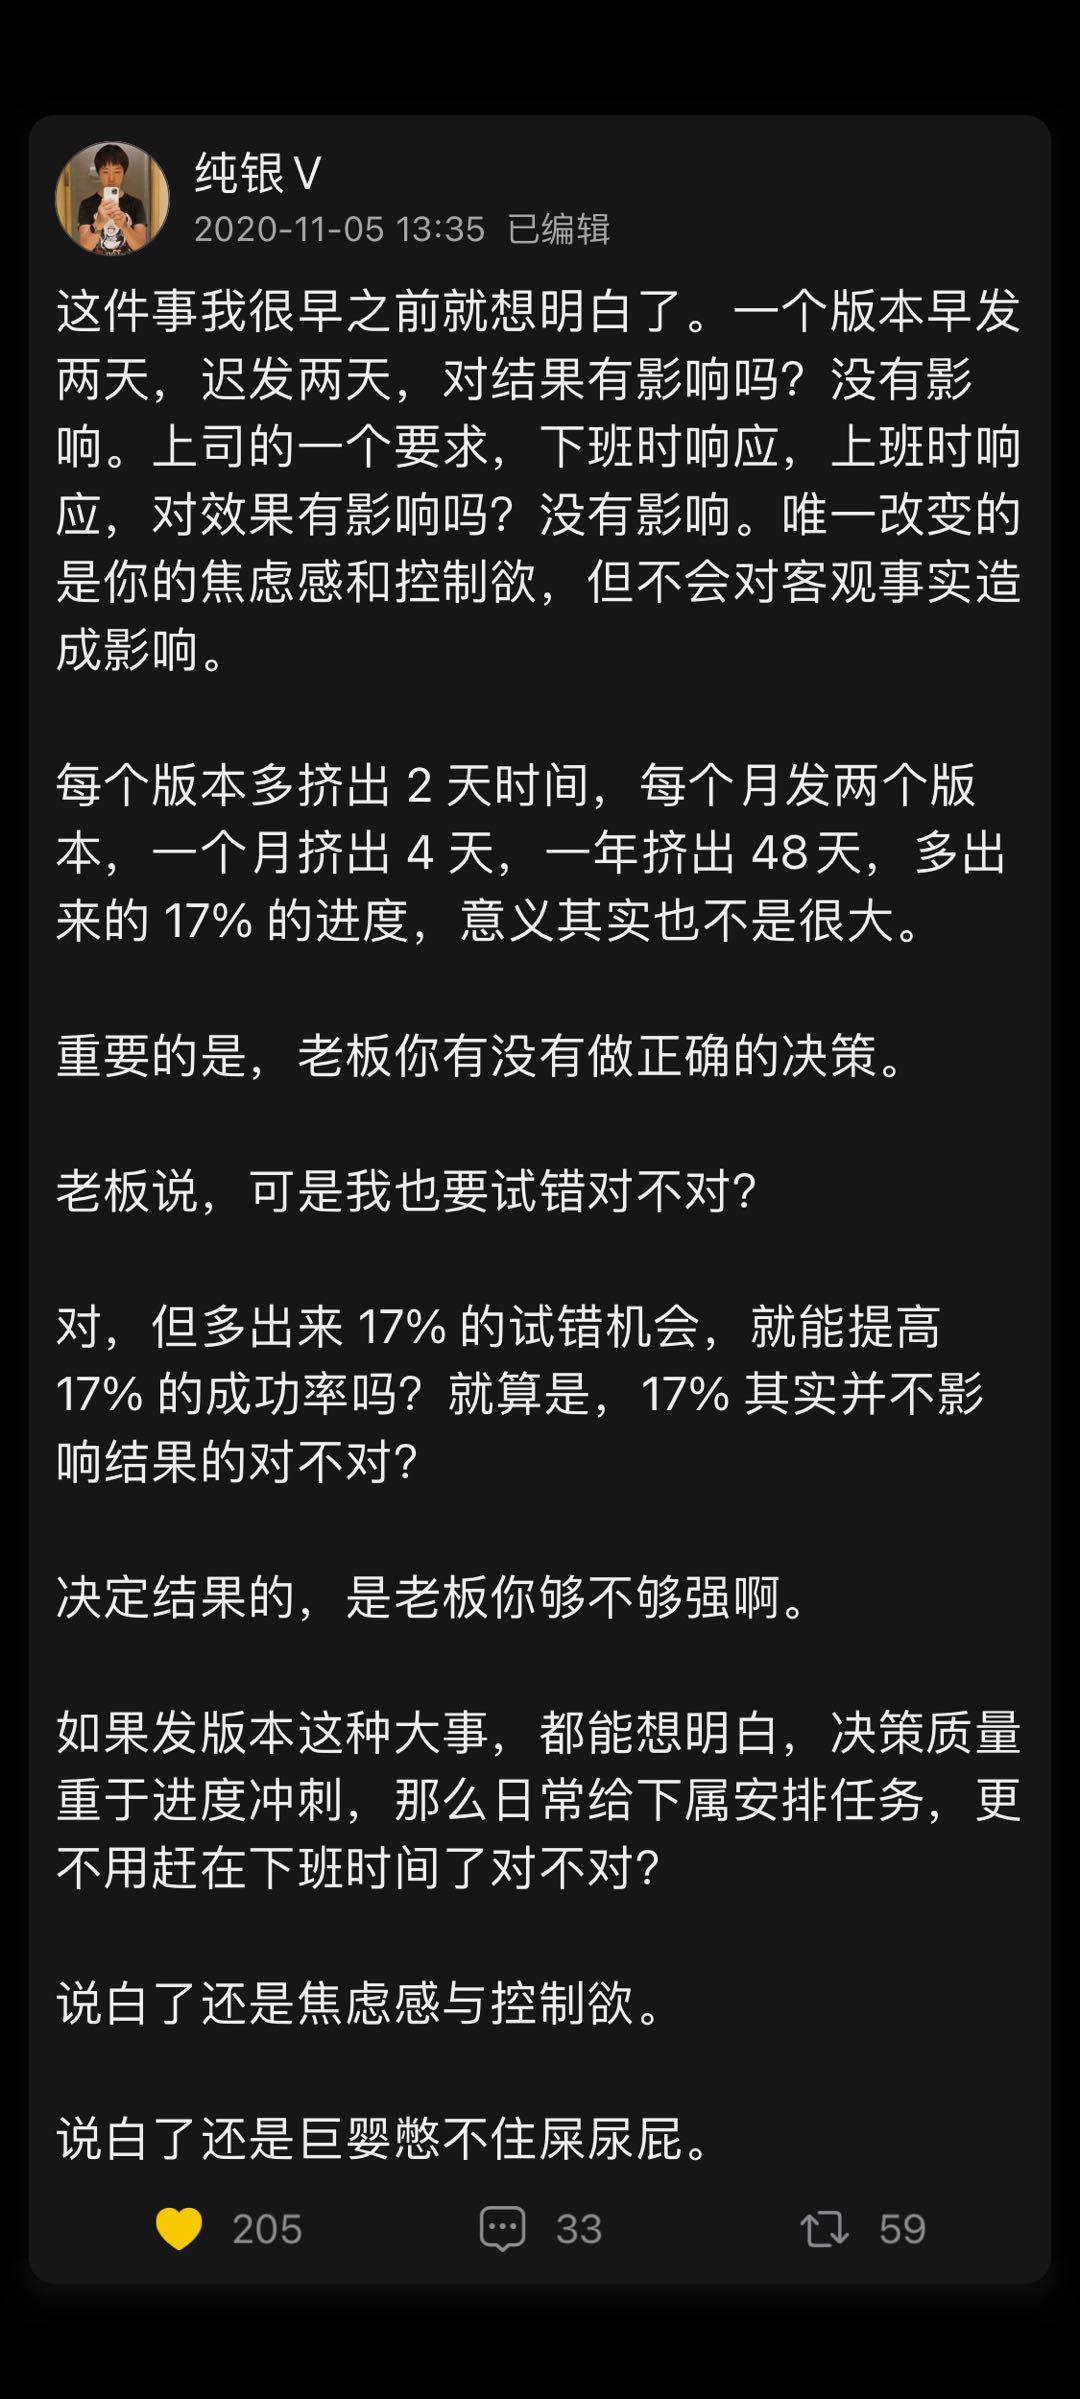 纯银V
2020-11-05 13:35 已编辑
这件事我很早之前就想明白了。一个版本早发
两天，迟发两天，对结果有影响吗？没有影
响。上司的一个要求，下班时响应，上班时响
应，对效果有影响吗？没有影响。唯一改变的
是你的焦虑感和控制欲，但不会对客观事实造
成影响。
每个版本多挤出 2 天时间，每个月发两个版
本，一个月挤出 4 天，一年挤出 48天，多出
来的 17% 的进度，意义其实也不是很大。
重要的是，老板你有没有做正确的决策。
老板说，可是我也要试错对不对？
对，但多出来 17% 的试错机会，就能提高
17% 的成功率吗？就算是，17% 其实并不影
响结果的对不对？
决定结果的，是老板你够不够强啊。
如果发版本这种大事，都能想明白，决策质量
重于进度冲刺，那么日常给下属安排任务，更
不用赶在下班时间了对不对？
说白了还是焦虑感与控制欲。
说白了还是巨婴憋不住屎尿屁。
205 33 59